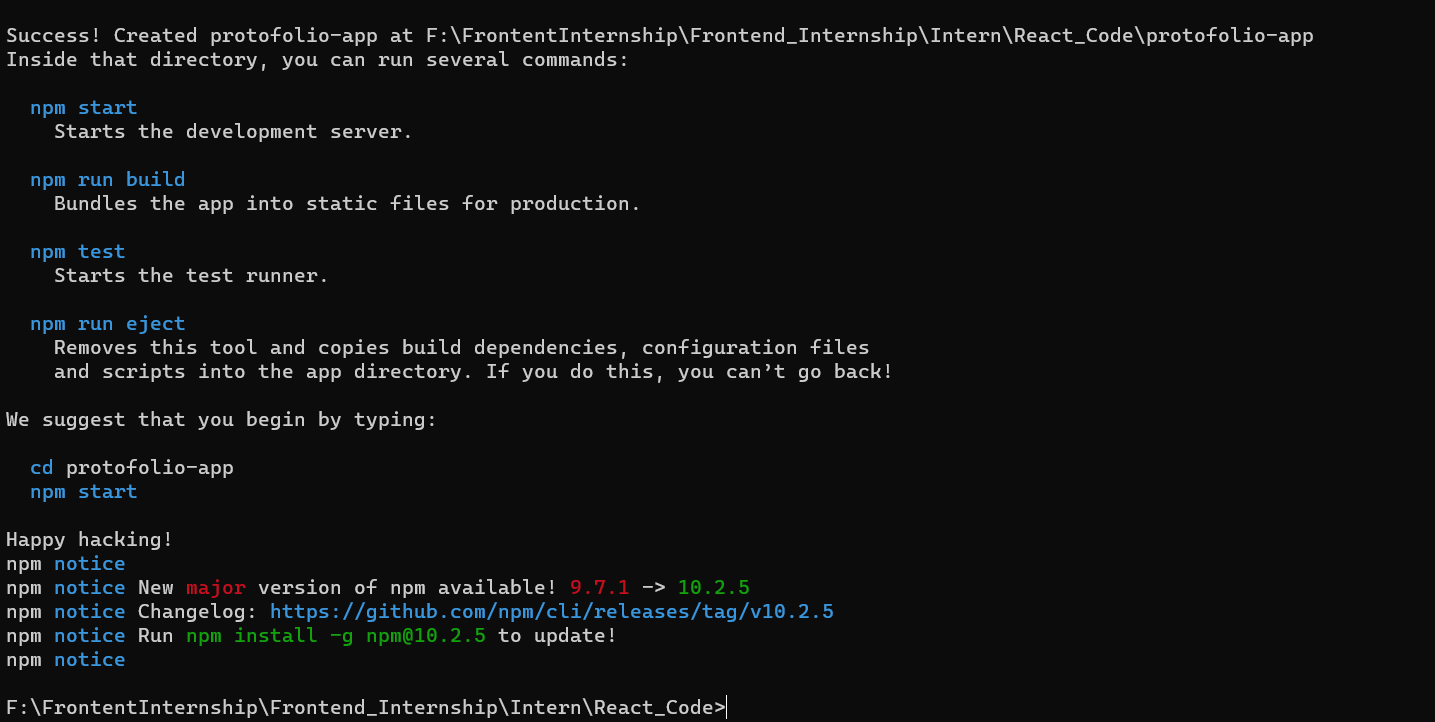 Success! Created protofolio-app at F:\FrontentInternship\Frontend_Internship\Intern\React_Code\protofolio-app
Inside that directory, you can run several commands:
npm start
Starts the development server.
npm run build
Bundles the app into static files for production.
npm test
Starts the test runner.
npm run eject
Removes this tool and copies build dependencies, configuration files
and scripts into the app directory. If you do this, you can’t go back!
We suggest that you begin by typing:
cd protofolio-app
npm start
Happy hacking!
npm notice
npm notice New major version of npm available! 9.7.1 -> 10.2.5
npm notice Changelog: https://github.com/npm/cli/releases/tag/v10.2.5
npm notice Run npm install -g npm@10.2.5 to update!
npm notice
F:\FrontentInternship\Frontend_Internship\Intern\React_Code>